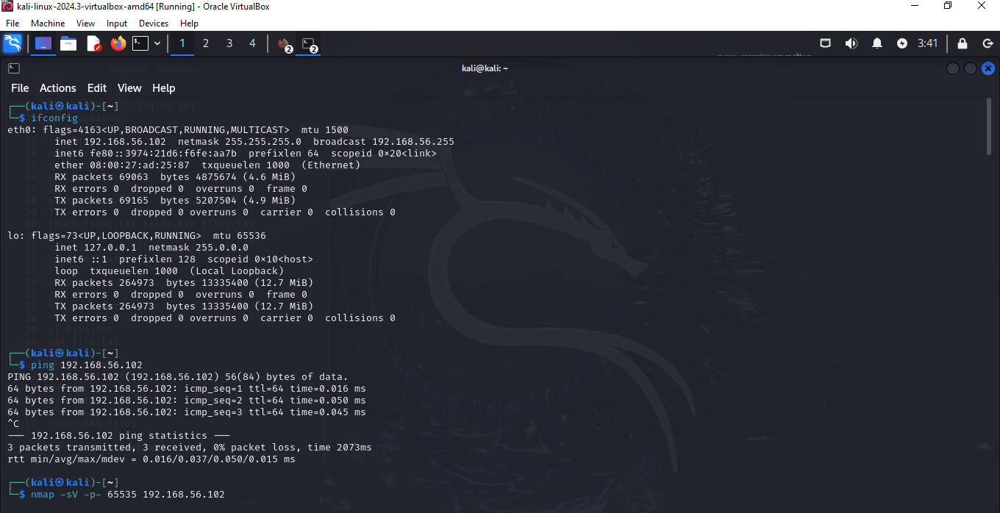 kali-linux-2024.3-virtualbox-amd64 [Running] - Oracle VirtualBox
File Machine View Input Devices Help
1 2 3 4 2 2 3:41
kali@kali: ~
File Actions Edit View Help
┌──(kali㉿kali)-[~]
└─$ ifconfig
eth0: flags=4163<UP,BROADCAST,RUNNING,MULTICAST>  mtu 1500
        inet 192.168.56.102  netmask 255.255.255.0  broadcast 192.168.56.255
        inet6 fe80::3974:21d6:f6fe:aa7b  prefixlen 64  scopeid 0×20<link>
        ether 08:00:27:ad:25:87  txqueuelen 1000  (Ethernet)
        RX packets 69063  bytes 4875674 (4.6 MiB)
        RX errors 0  dropped 0  overruns 0  frame 0
        TX packets 69165  bytes 5207504 (4.9 MiB)
        TX errors 0  dropped 0 overruns 0  carrier 0  collisions 0
lo: flags=73<UP,LOOPBACK,RUNNING>  mtu 65536
        inet 127.0.0.1  netmask 255.0.0.0
        inet6 ::1  prefixlen 128  scopeid 0×10<host>
        loop  txqueuelen 1000  (Local Loopback)
        RX packets 264973  bytes 13335400 (12.7 MiB)
        RX errors 0  dropped 0  overruns 0  frame 0
        TX packets 264973  bytes 13335400 (12.7 MiB)
        TX errors 0  dropped 0 overruns 0  carrier 0  collisions 0
┌──(kali㉿kali)-[~]
└─$ ping 192.168.56.102
PING 192.168.56.102 (192.168.56.102) 56(84) bytes of data.
64 bytes from 192.168.56.102: icmp_seq=1 ttl=64 time=0.016 ms
64 bytes from 192.168.56.102: icmp_seq=2 ttl=64 time=0.050 ms
64 bytes from 192.168.56.102: icmp_seq=3 ttl=64 time=0.045 ms
^C
--- 192.168.56.102 ping statistics ---
3 packets transmitted, 3 received, 0% packet loss, time 2073ms
rtt min/avg/max/mdev = 0.016/0.037/0.050/0.015 ms
┌──(kali㉿kali)-[~]
└─$ nmap -sV -p- 65535 192.168.56.102